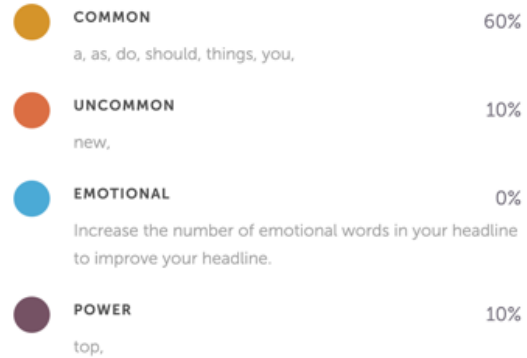 COMMON 60%
a, as, do, should, things, you,
UNCOMMON 10%
new,
EMOTIONAL 0%
Increase the number of emotional words in your headline
to improve your headline.
POWER 10%
top,